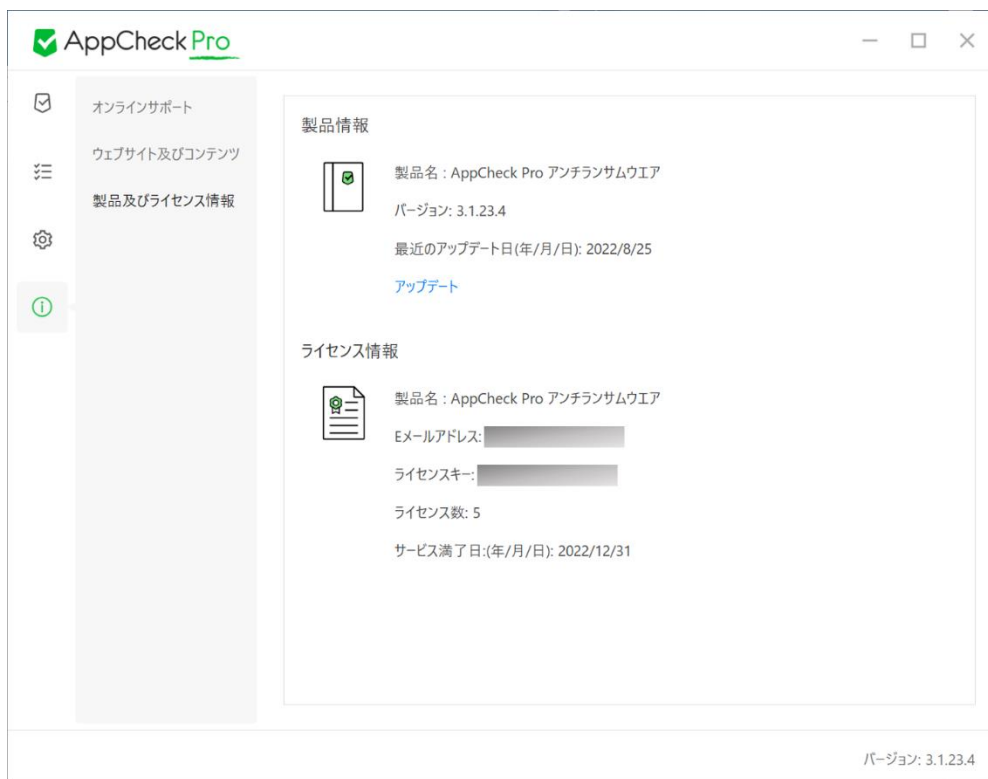 AppCheck Pro
オンラインサポート
ウェブサイト及びコンテンツ
製品及びライセンス情報
製品情報
製品名 : AppCheck Pro アンチランサムウエア
バージョン: 3.1.23.4
最近のアップデート日(年/月/日): 2022/8/25
アップデート
ライセンス情報
製品名 : AppCheck Pro アンチランサムウエア
Eメールアドレス:
ライセンスキー:
ライセンス数: 5
サービス満了日:(年/月/日): 2022/12/31
バージョン: 3.1.23.4